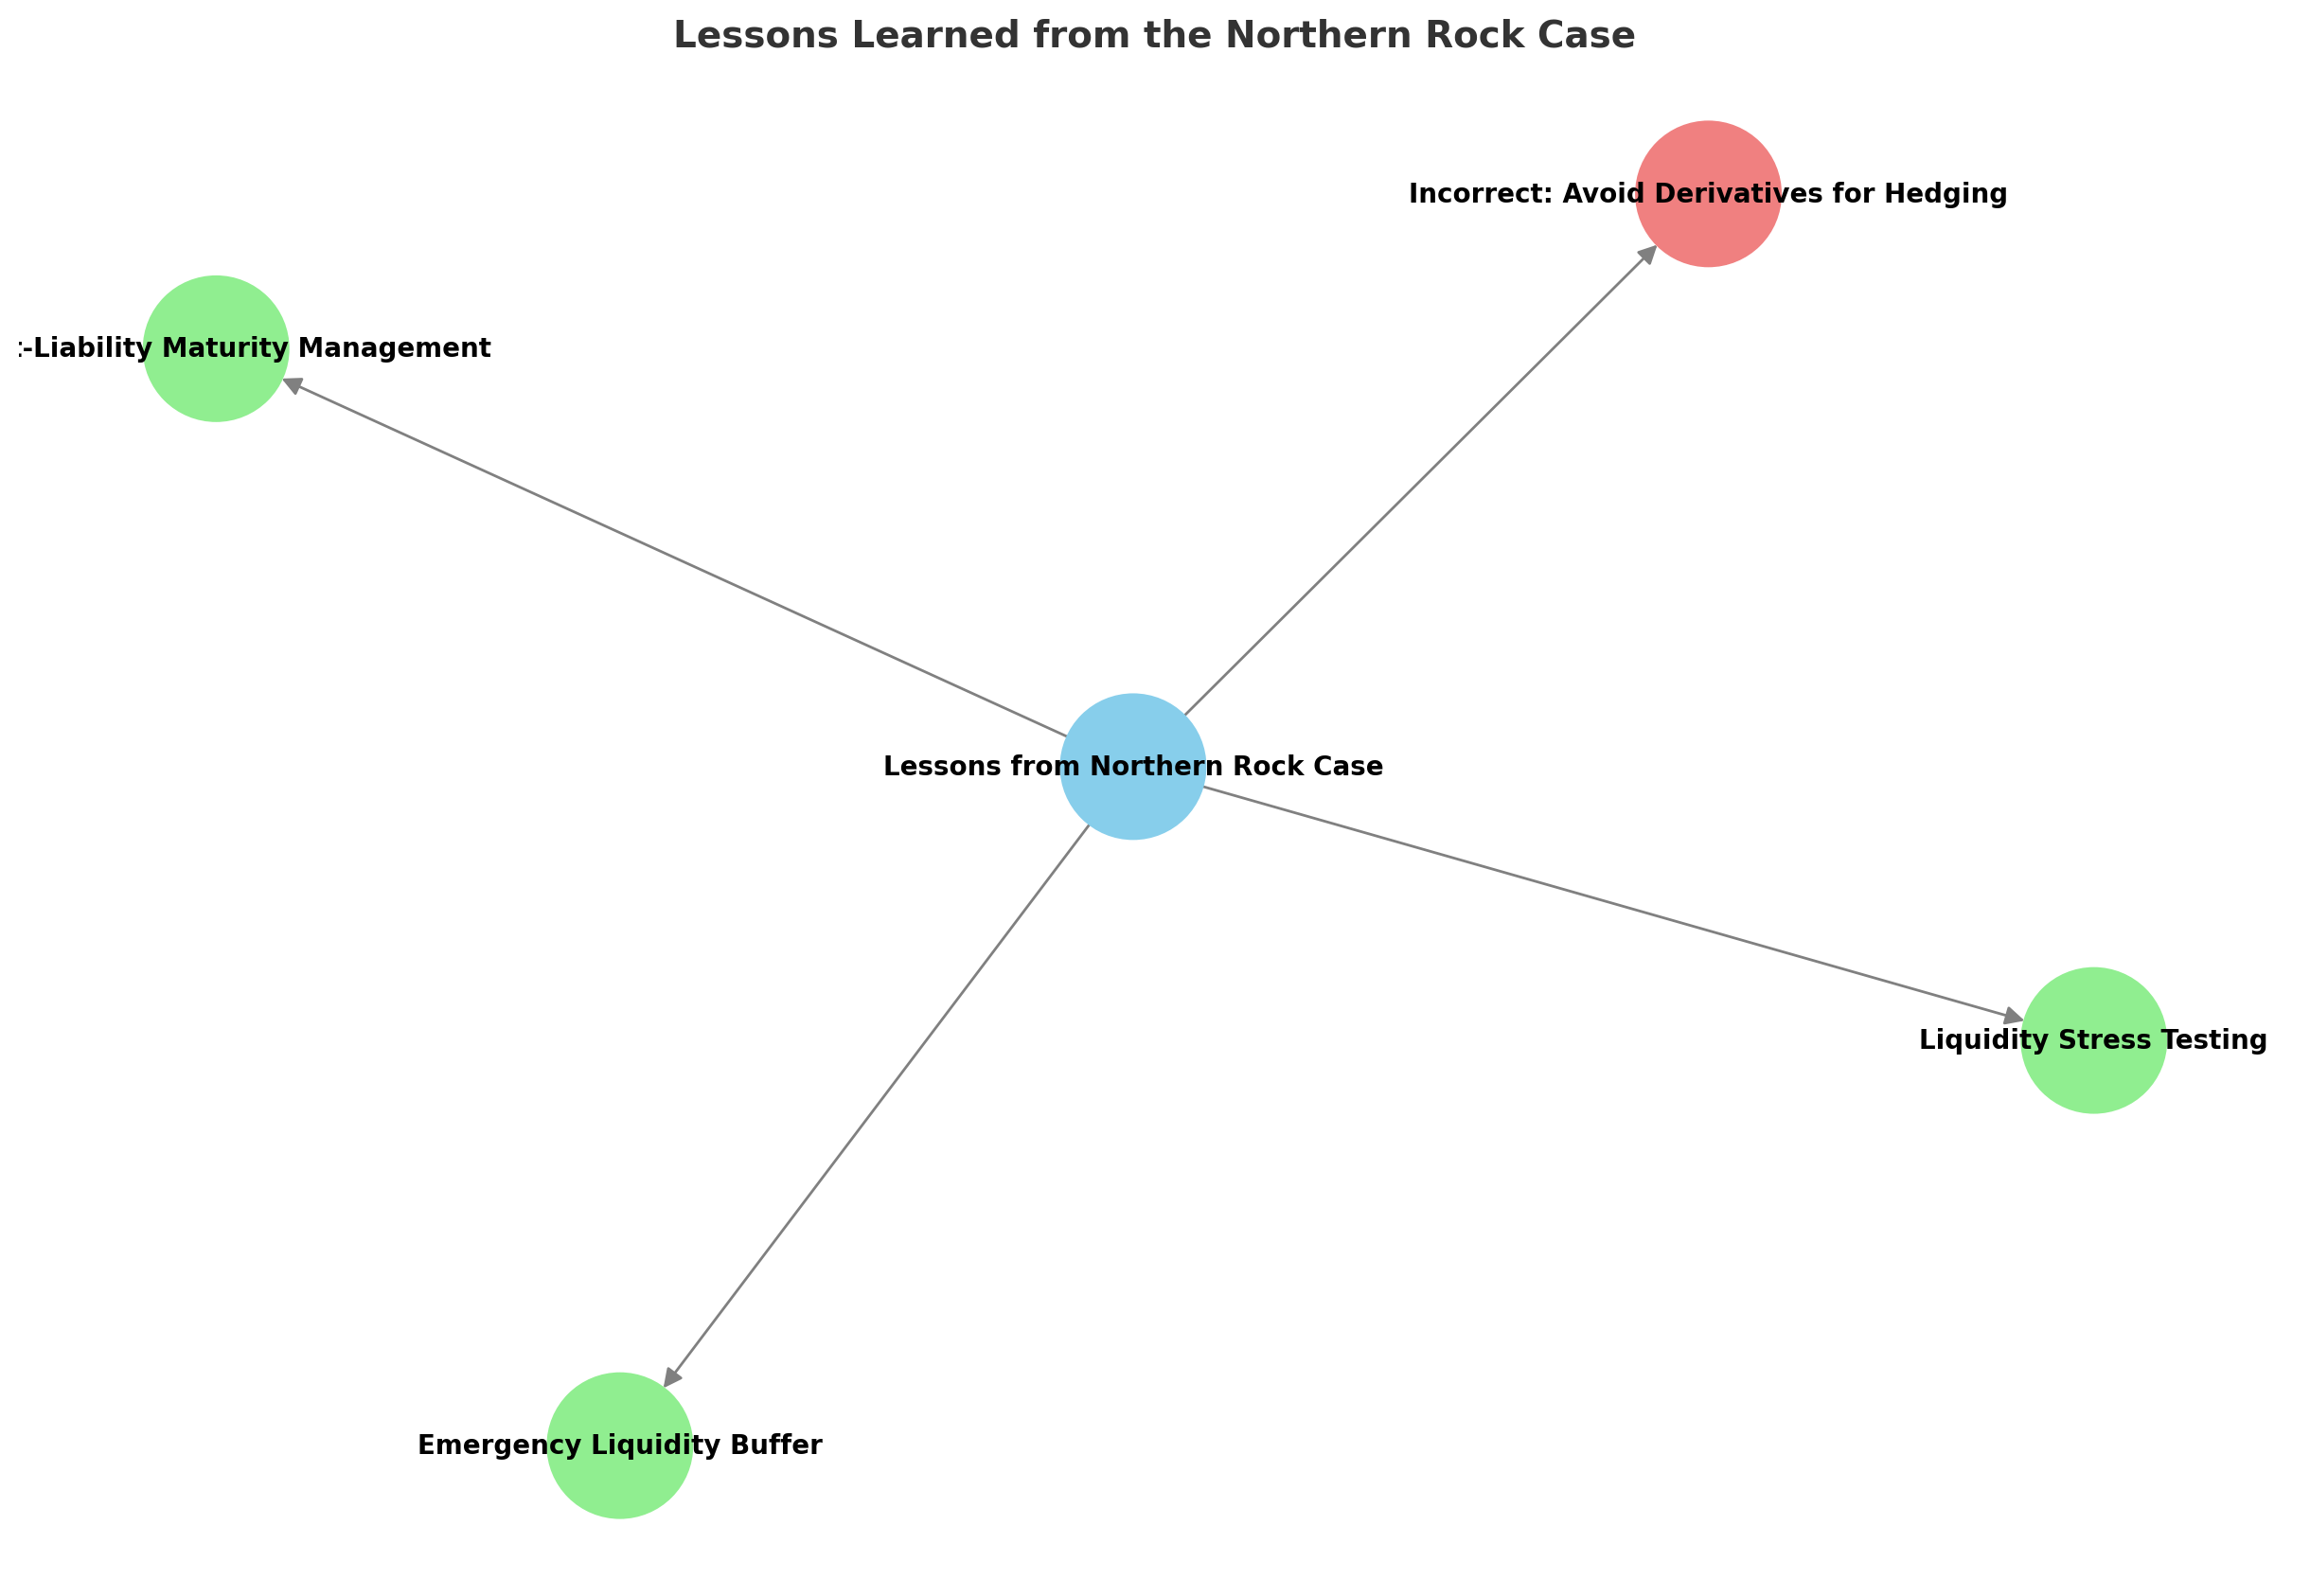 Lessons Learned from the Northern Rock Case
Incorrect: Avoid Derivatives for Hedging
-Liability Maturity Management
Lessons from Northern Rock Case
Liquidity Stress Testing
Emergency Liquidity Buffer